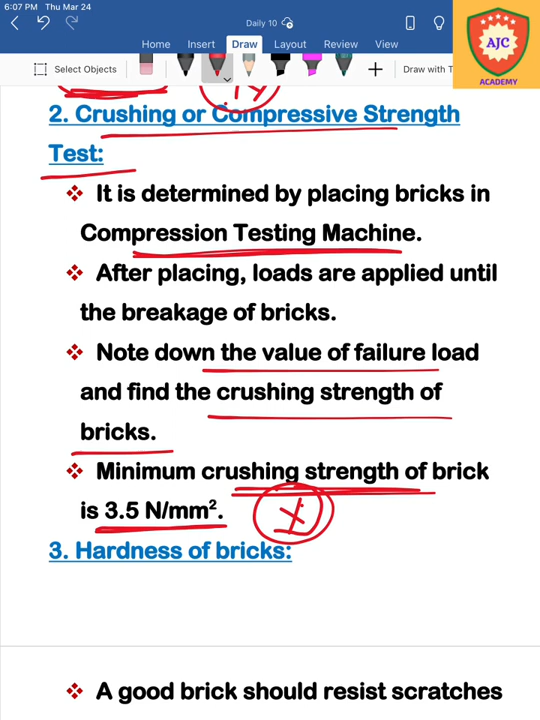 6:07 PM Thu Mar 24
Daily 10
Home Insert Draw Layout Review View
Select Objects
Draw with T
AJC
ACADEMY
2. Crushing or Compressive Strength
Test:
❖ It is determined by placing bricks in
Compression Testing Machine.
❖ After placing, loads are applied until
the breakage of bricks.
❖ Note down the value of failure load
and find the crushing strength of
bricks.
❖ Minimum crushing strength of brick
is 3.5 N/mm².
3. Hardness of bricks:
❖ A good brick should resist scratches